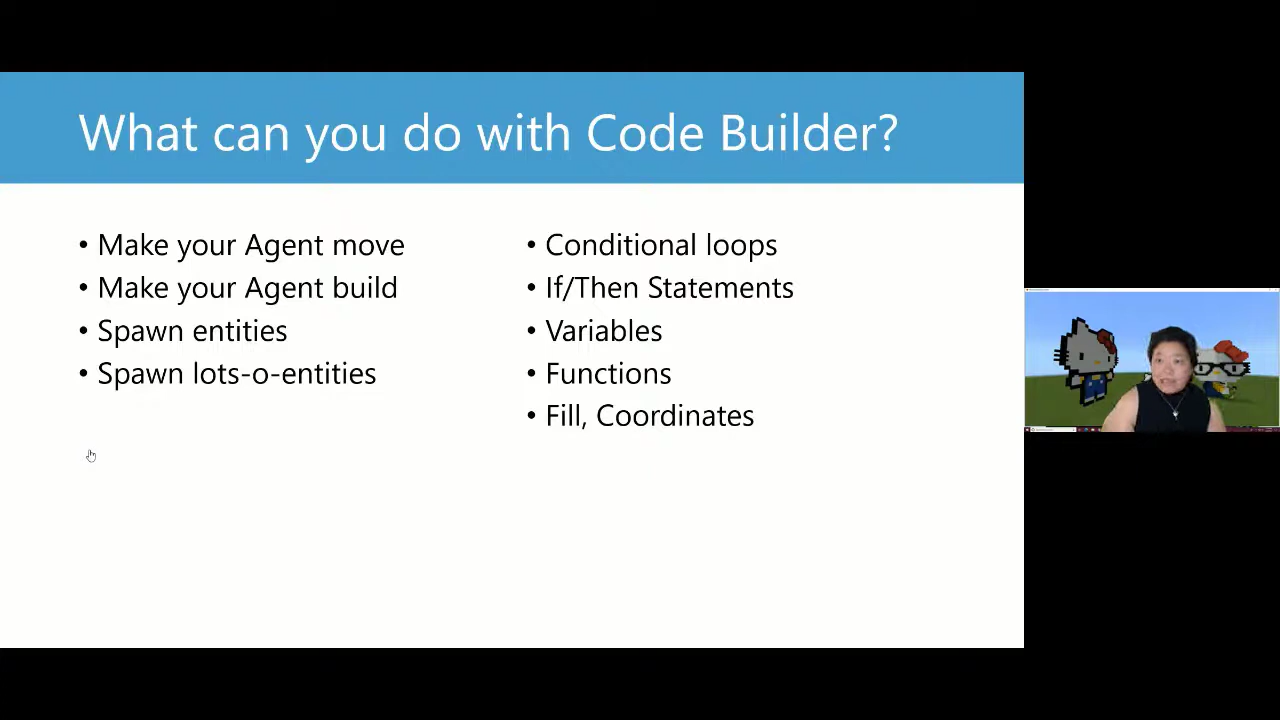 What can you do with Code Builder?
• Make your Agent move
• Make your Agent build
• Spawn entities
• Spawn lots-o-entities
• Conditional loops
• If/Then Statements
• Variables
• Functions
• Fill, Coordinates